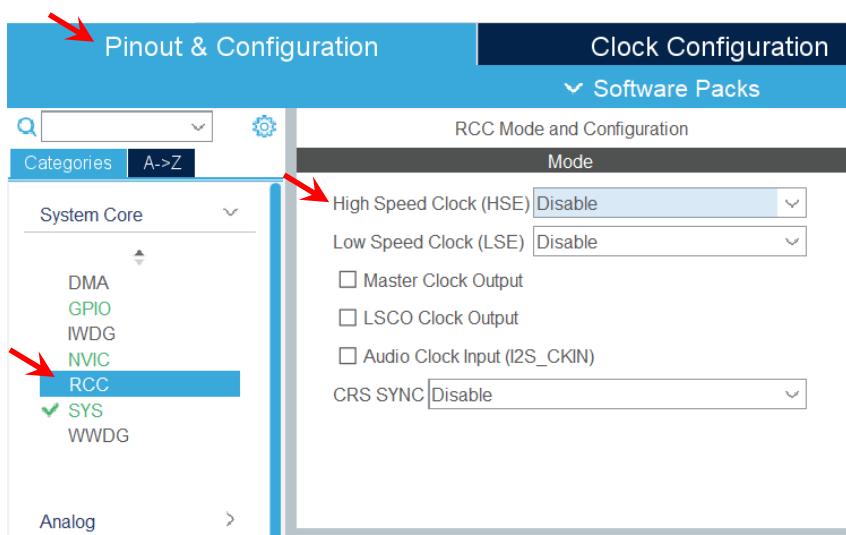 Pinout & Configuration
Clock Configuration
Software Packs
Categories A->Z
System Core
DMA
GPIO
IWDG
NVIC
RCC
SYS
WWDG
Analog
RCC Mode and Configuration
Mode
High Speed Clock (HSE) Disable
Low Speed Clock (LSE) Disable
Master Clock Output
LSCO Clock Output
Audio Clock Input (I2S_CKIN)
CRS SYNC Disable